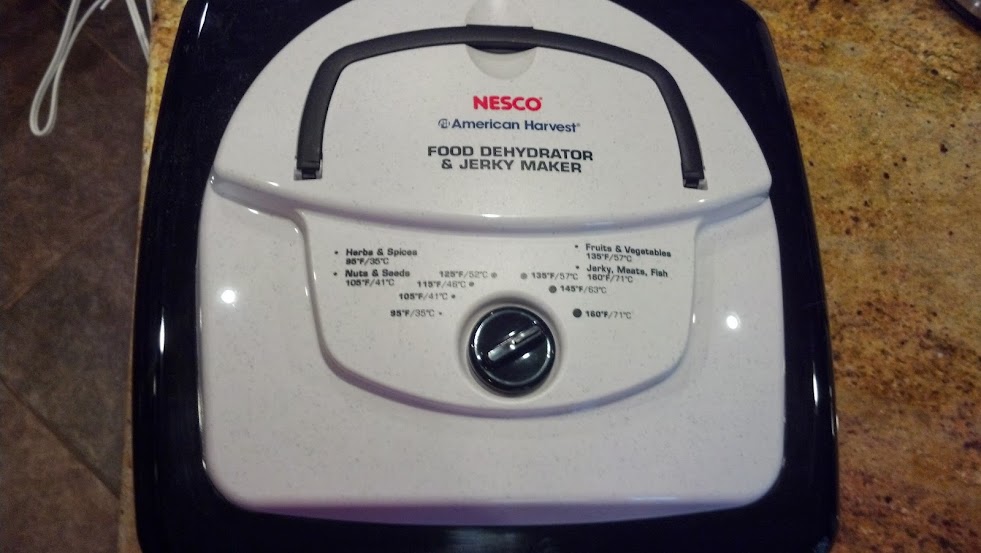 NESCO®
American Harvest®
FOOD DEHYDRATOR
& JERKY MAKER
• Herbs & Spices
95°F/35°C
• Nuts & Seeds
105°F/41°C
• Fruits & Vegetables
135°F/57°C
• Jerky, Meats, Fish
160°F/71°C
125°F/52°C
115°F/46°C
105°F/41°C
95°F/35°C
135°F/57°C
145°F/63°C
160°F/71°C